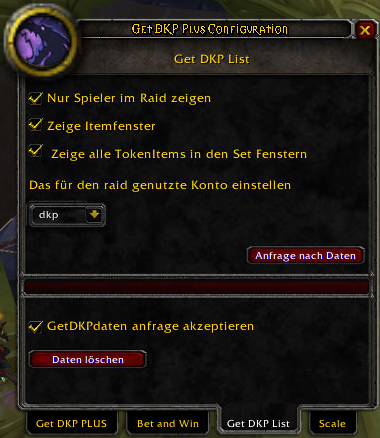 Get DKP Plus Configuration
Get DKP List
Nur Spieler im Raid zeigen
Zeige Itemfenster
Zeige alle TokenItems in den Set Fenstern
Das für den raid genutzte Konto einstellen
dkp
Anfrage nach Daten
GetDKPdaten anfrage akzeptieren
Daten löschen
Get DKP PLUS Bet and Win Get DKP List Scale